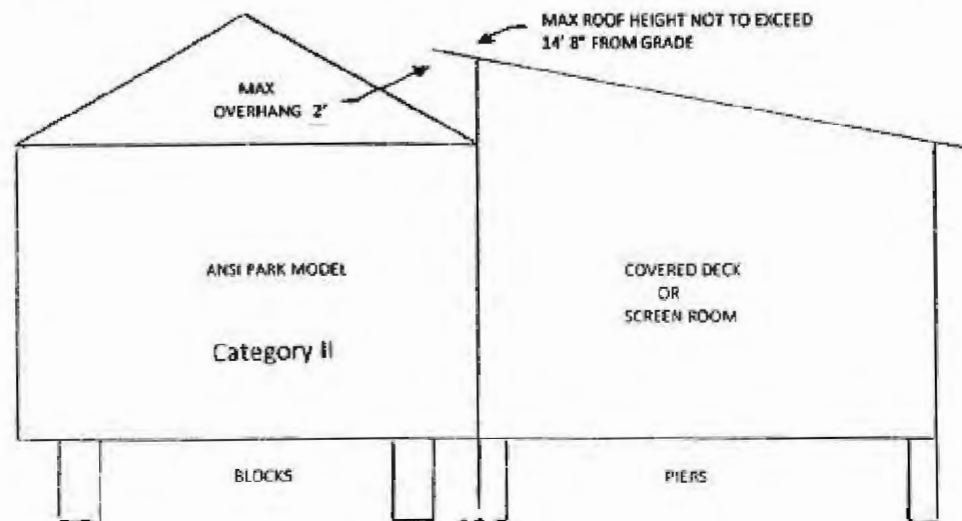 MAX ROOF HEIGHT NOT TO EXCEED
14' 8" FROM GRADE
MAX
OVERHANG 2'
ANSI PARK MODEL
Category II
COVERED DECK
OR
SCREEN ROOM
BLOCKS
PIERS